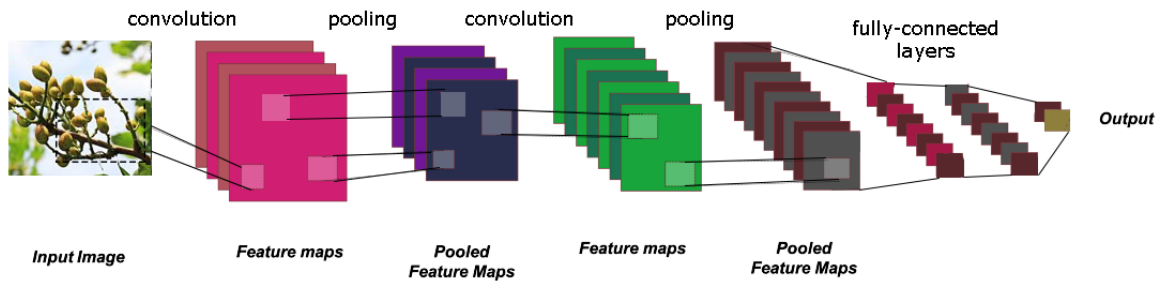 convolution
pooling
convolution
pooling
fully-connected
layers
Output
Input Image
Feature maps
Pooled
Feature Maps
Feature maps
Pooled
Feature Maps